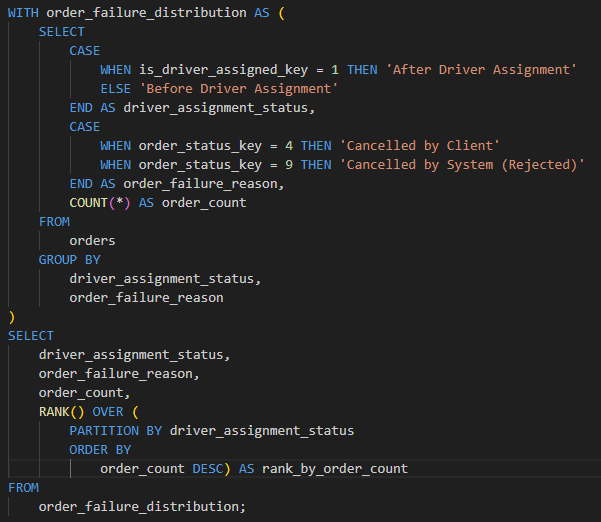 WITH order_failure_distribution AS (
    SELECT
        CASE
            WHEN is_driver_assigned_key = 1 THEN 'After Driver Assignment'
            ELSE 'Before Driver Assignment'
        END AS driver_assignment_status,
        CASE
            WHEN order_status_key = 4 THEN 'Cancelled by Client'
            WHEN order_status_key = 9 THEN 'Cancelled by System (Rejected)'
        END AS order_failure_reason,
        COUNT(*) AS order_count
    FROM
        orders
    GROUP BY
        driver_assignment_status,
        order_failure_reason
)
SELECT
    driver_assignment_status,
    order_failure_reason,
    order_count,
    RANK() OVER (
        PARTITION BY driver_assignment_status
        ORDER BY
            order_count DESC) AS rank_by_order_count
FROM
    order_failure_distribution;